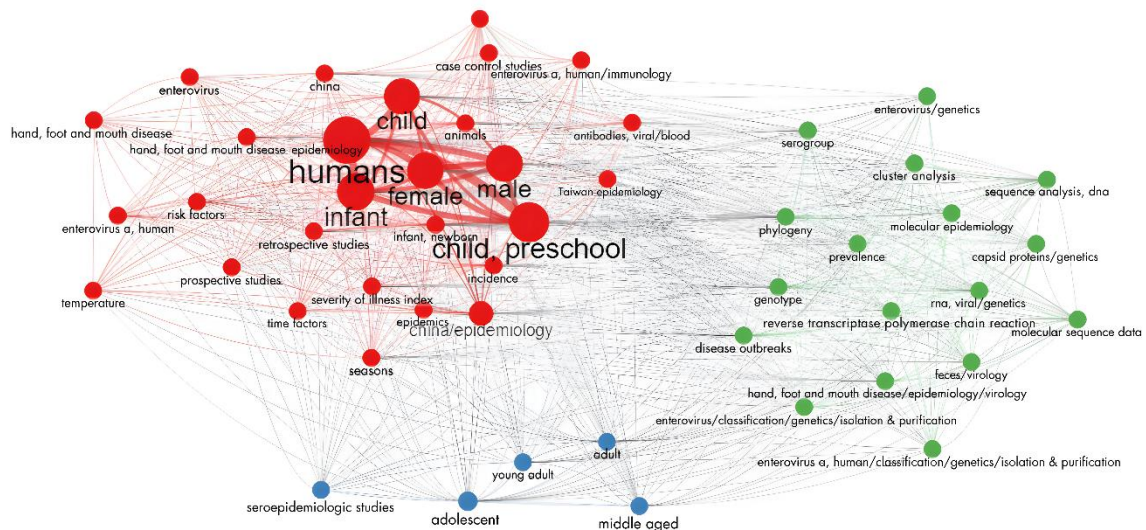 case control studies
enterovirus a, human/immunology
china
enterovirus
enterovirus/genetics
child
hand, foot and mouth disease
animals
antibodies, viral/blood
serogroup
hand, foot and mouth disease epidemiology
humans
cluster analysis
female
male
Taiwan epidemiology
sequence analysis, dna
infant
risk factors
enterovirus a, human
phylogeny
molecular epidemiology
infant, newborn
retrospective studies
child, preschool
prevalence
capsid proteins/genetics
prospective studies
incidence
temperature
severity of illness index
genotype
rna, viral/genetics
time factors
epidemics
china/epidemiology
reverse transcriptase polymerase chain reaction
molecular sequence data
disease outbreaks
seasons
feces/virology
hand, foot and mouth disease/epidemiology/virology
enterovirus/classification/genetics/isolation & purification
adult
young adult
enterovirus a, human/classification/genetics/isolation & purification
seroepidemiologic studies
adolescent
middle aged